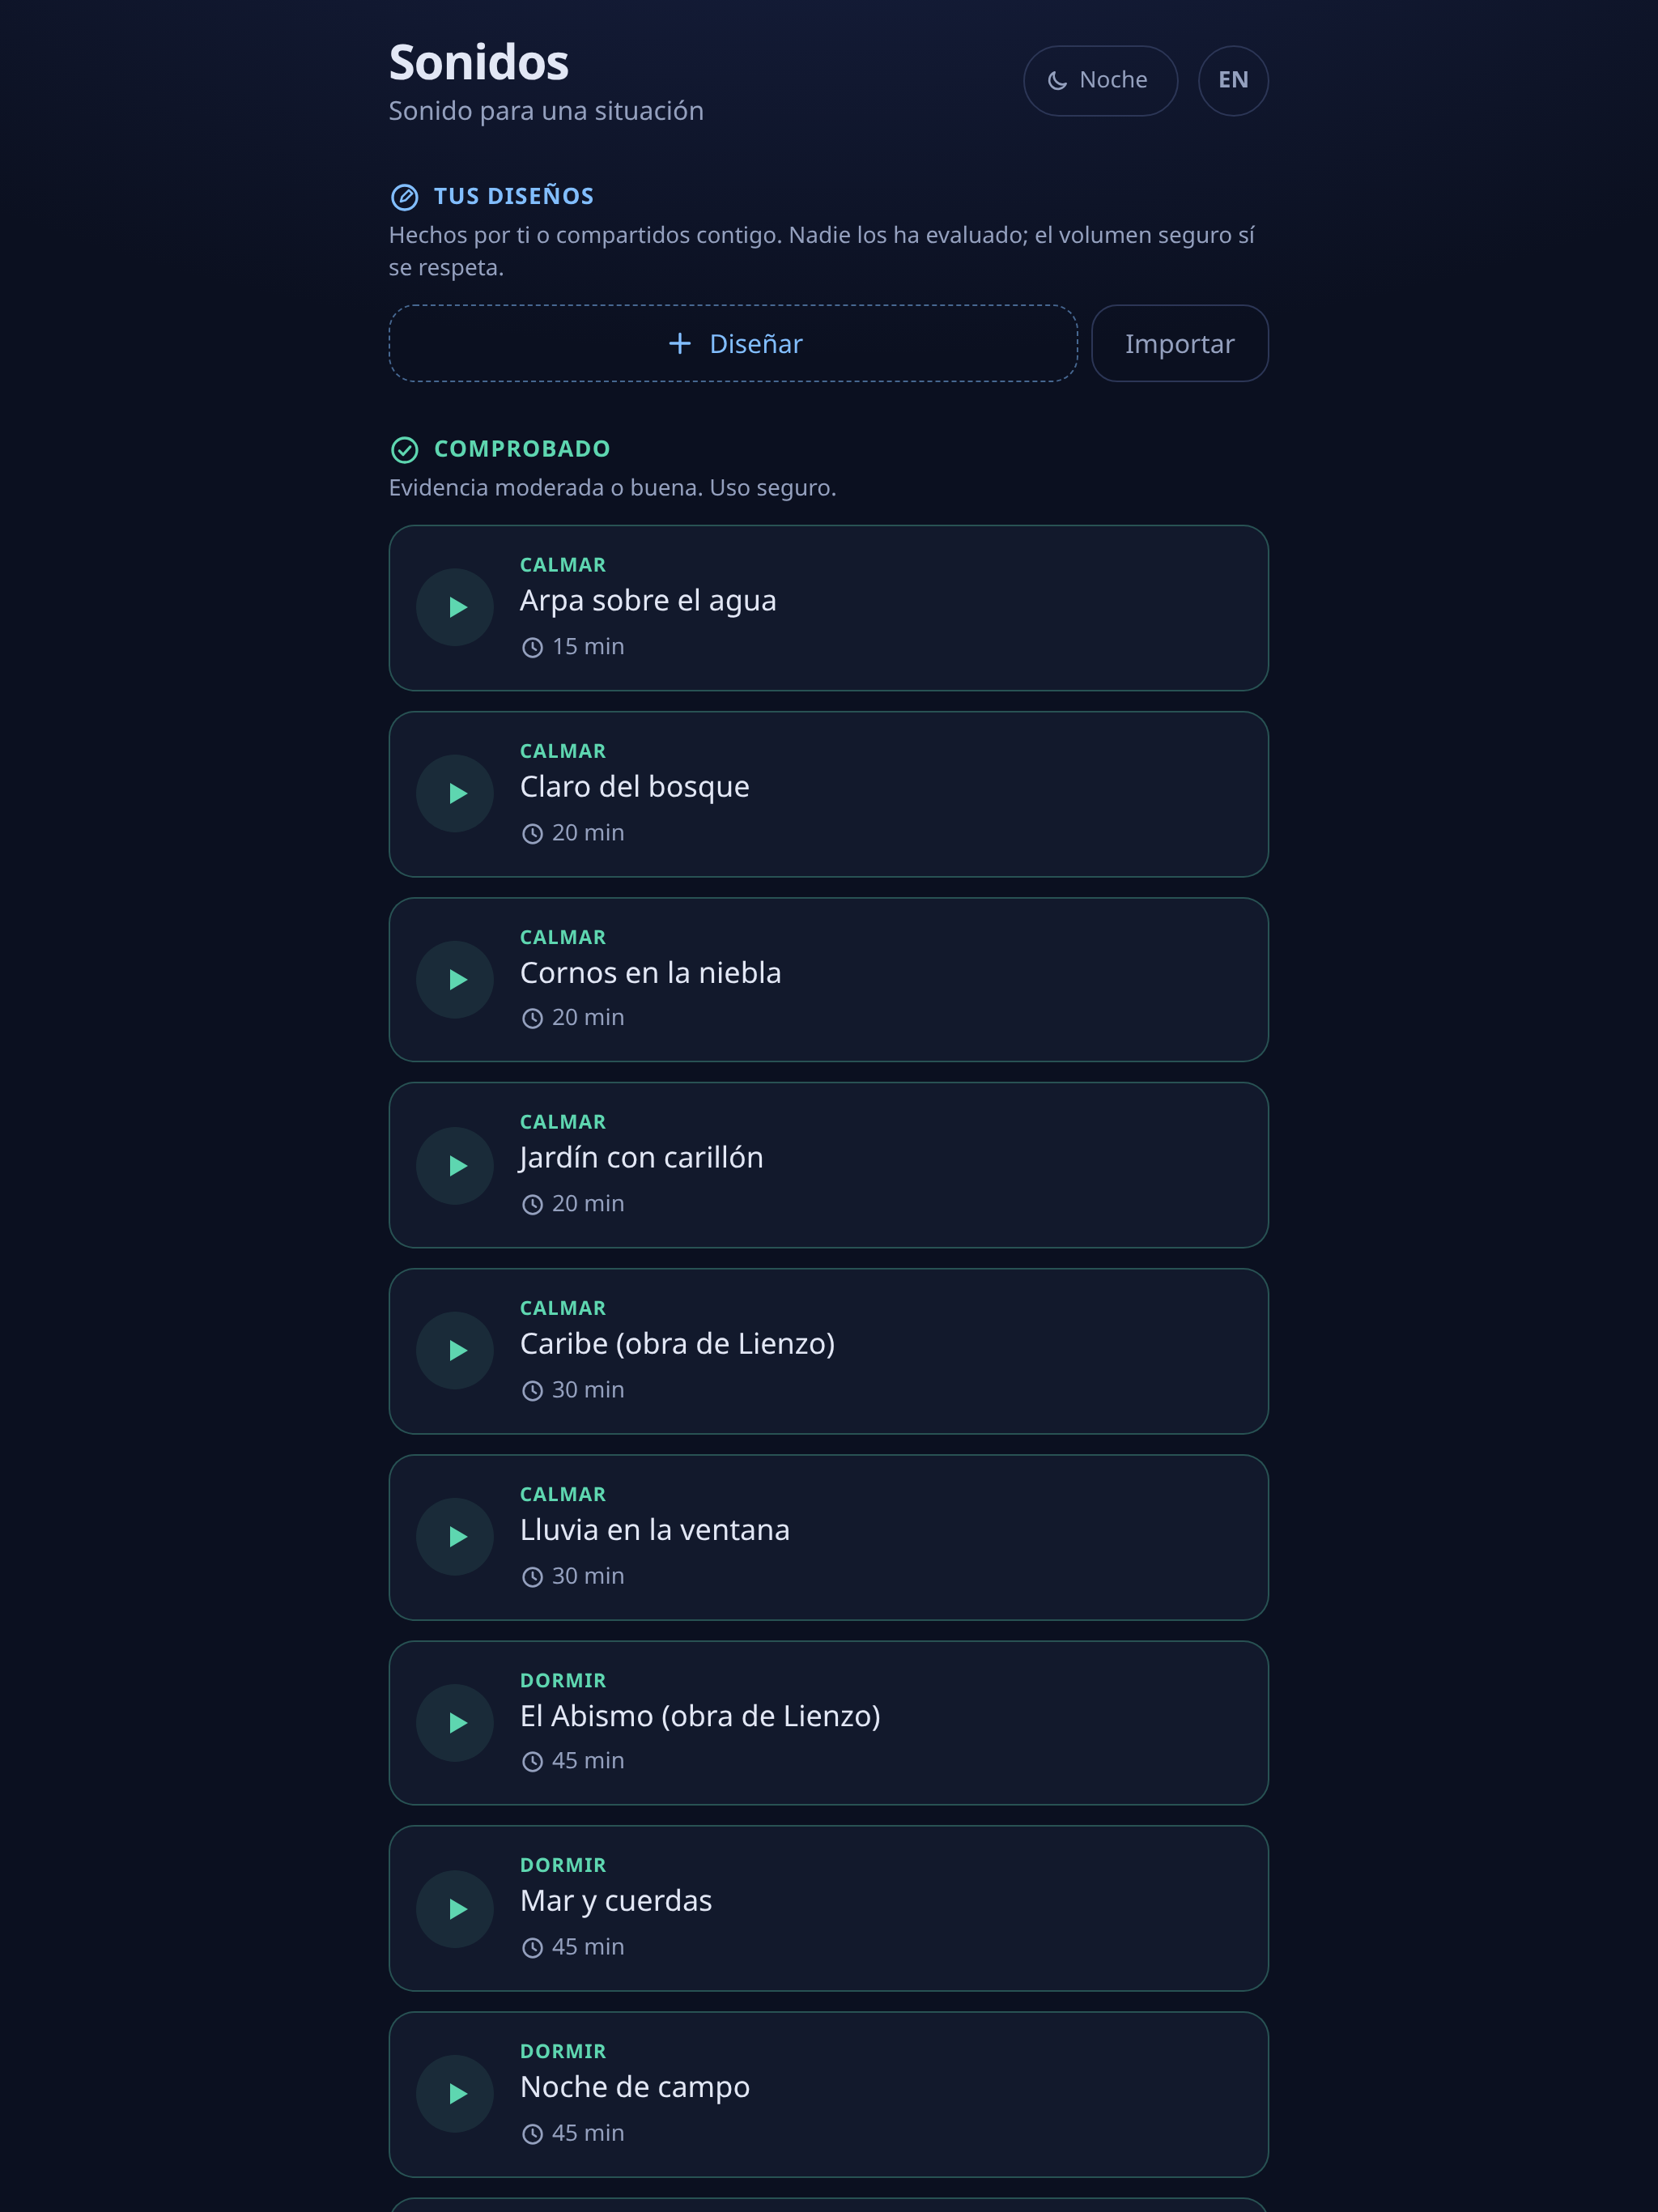 Sonidos
Sonido para una situación
Noche
EN
TUS DISEÑOS
Hechos por ti o compartidos contigo. Nadie los ha evaluado; el volumen seguro sí
se respeta.
Diseñar
Importar
COMPROBADO
Evidencia moderada o buena. Uso seguro.
CALMAR
Arpa sobre el agua
15 min
CALMAR
Claro del bosque
20 min
CALMAR
Cornos en la niebla
20 min
CALMAR
Jardín con carillón
20 min
CALMAR
Caribe (obra de Lienzo)
30 min
CALMAR
Lluvia en la ventana
30 min
DORMIR
El Abismo (obra de Lienzo)
45 min
DORMIR
Mar y cuerdas
45 min
DORMIR
Noche de campo
45 min